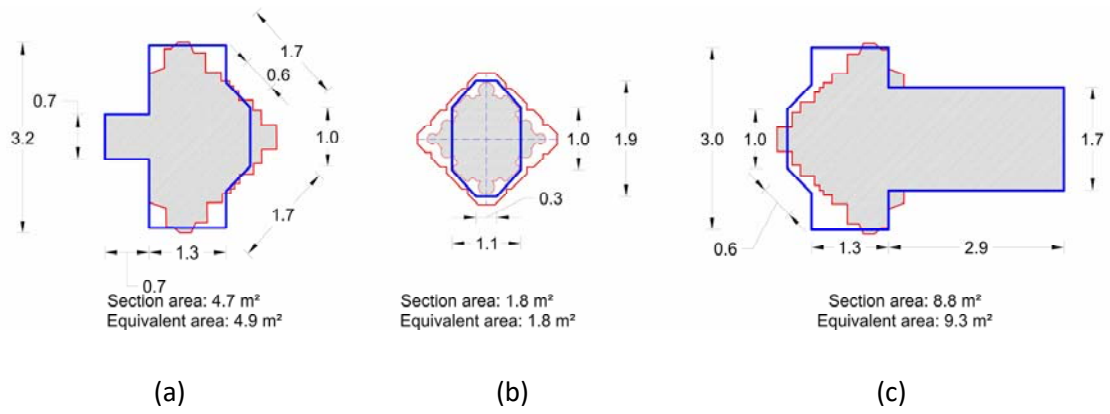 1.7
0.6
0.7
3.2
1.0
1.7
1.3
0.7
Section area: 4.7 m²
Equivalent area: 4.9 m²
1.0
1.9
0.3
1.1
Section area: 1.8 m²
Equivalent area: 1.8 m²
3.0
1.0
1.7
0.6
1.3
2.9
Section area: 8.8 m²
Equivalent area: 9.3 m²
(a)
(b)
(c)